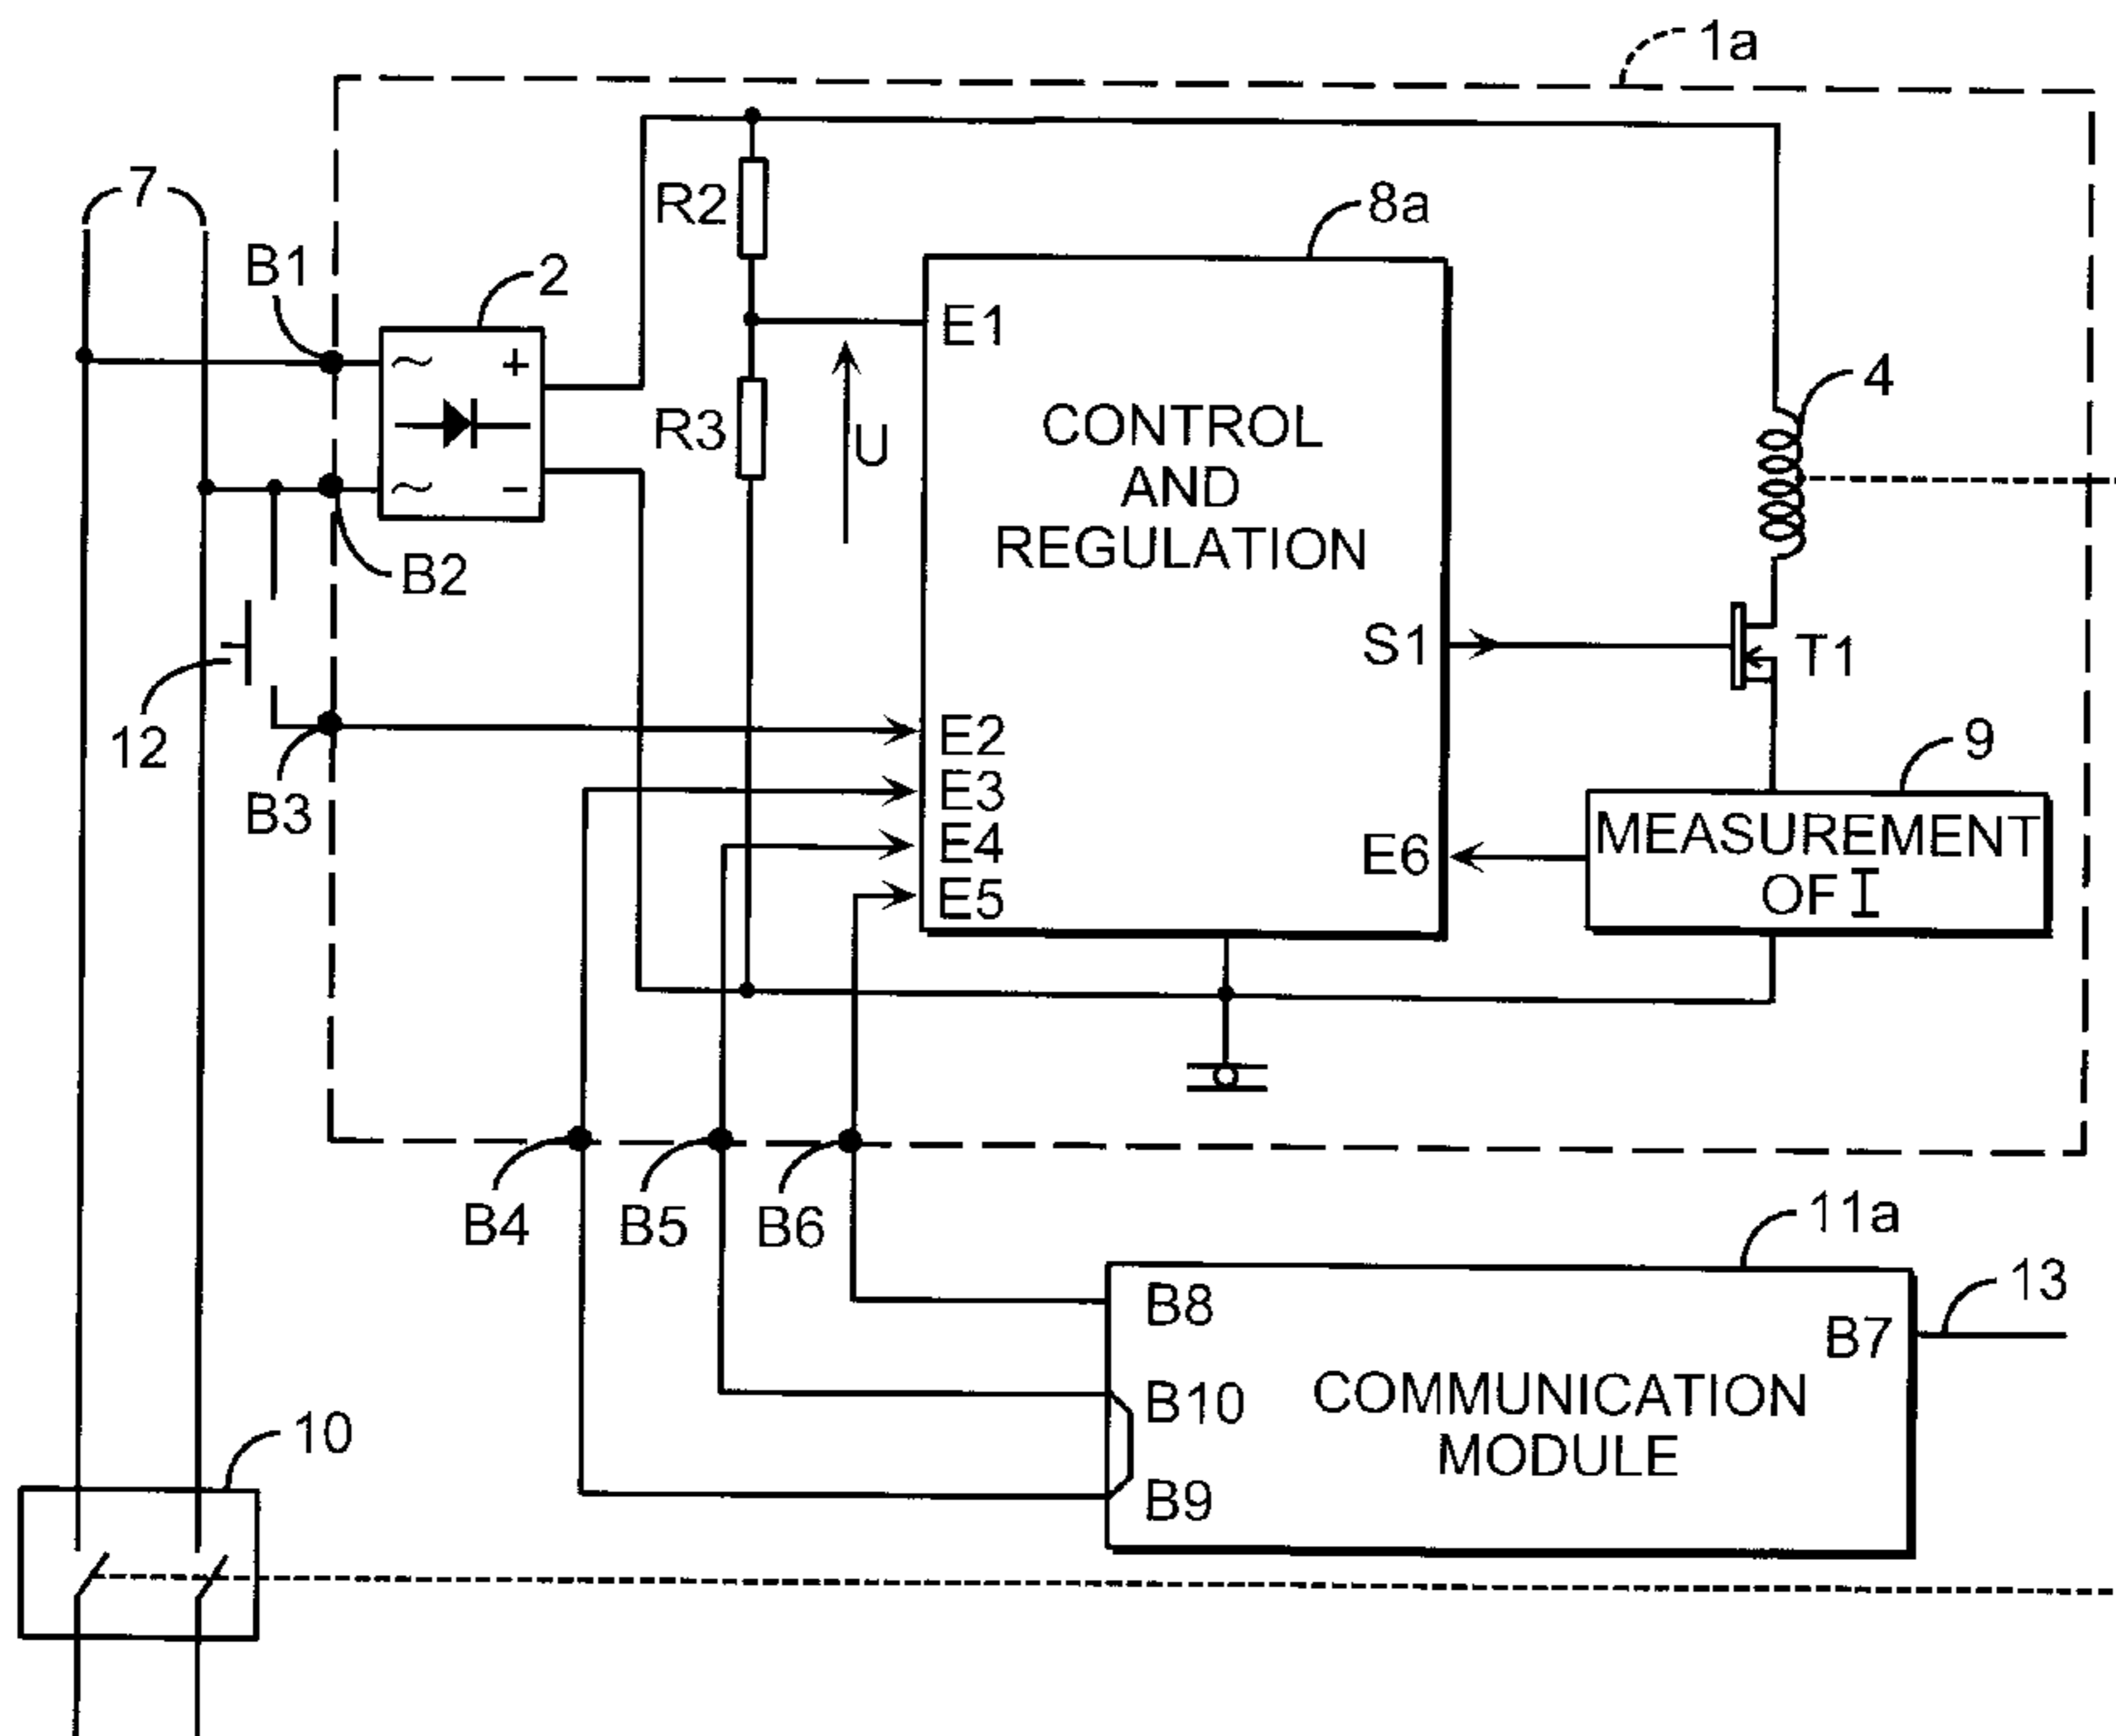 1a
7
R2
8a
B1
2
E1
~ +
4
R3
U
CONTROL
AND
REGULATION
~ -
B2
S1
T1
12
E2
9
B3
E3
MEASUREMENT
OF I
E4
E6
E5
B4
B5
B6
11a
13
B8
B7
B10
COMMUNICATION
MODULE
10
B9